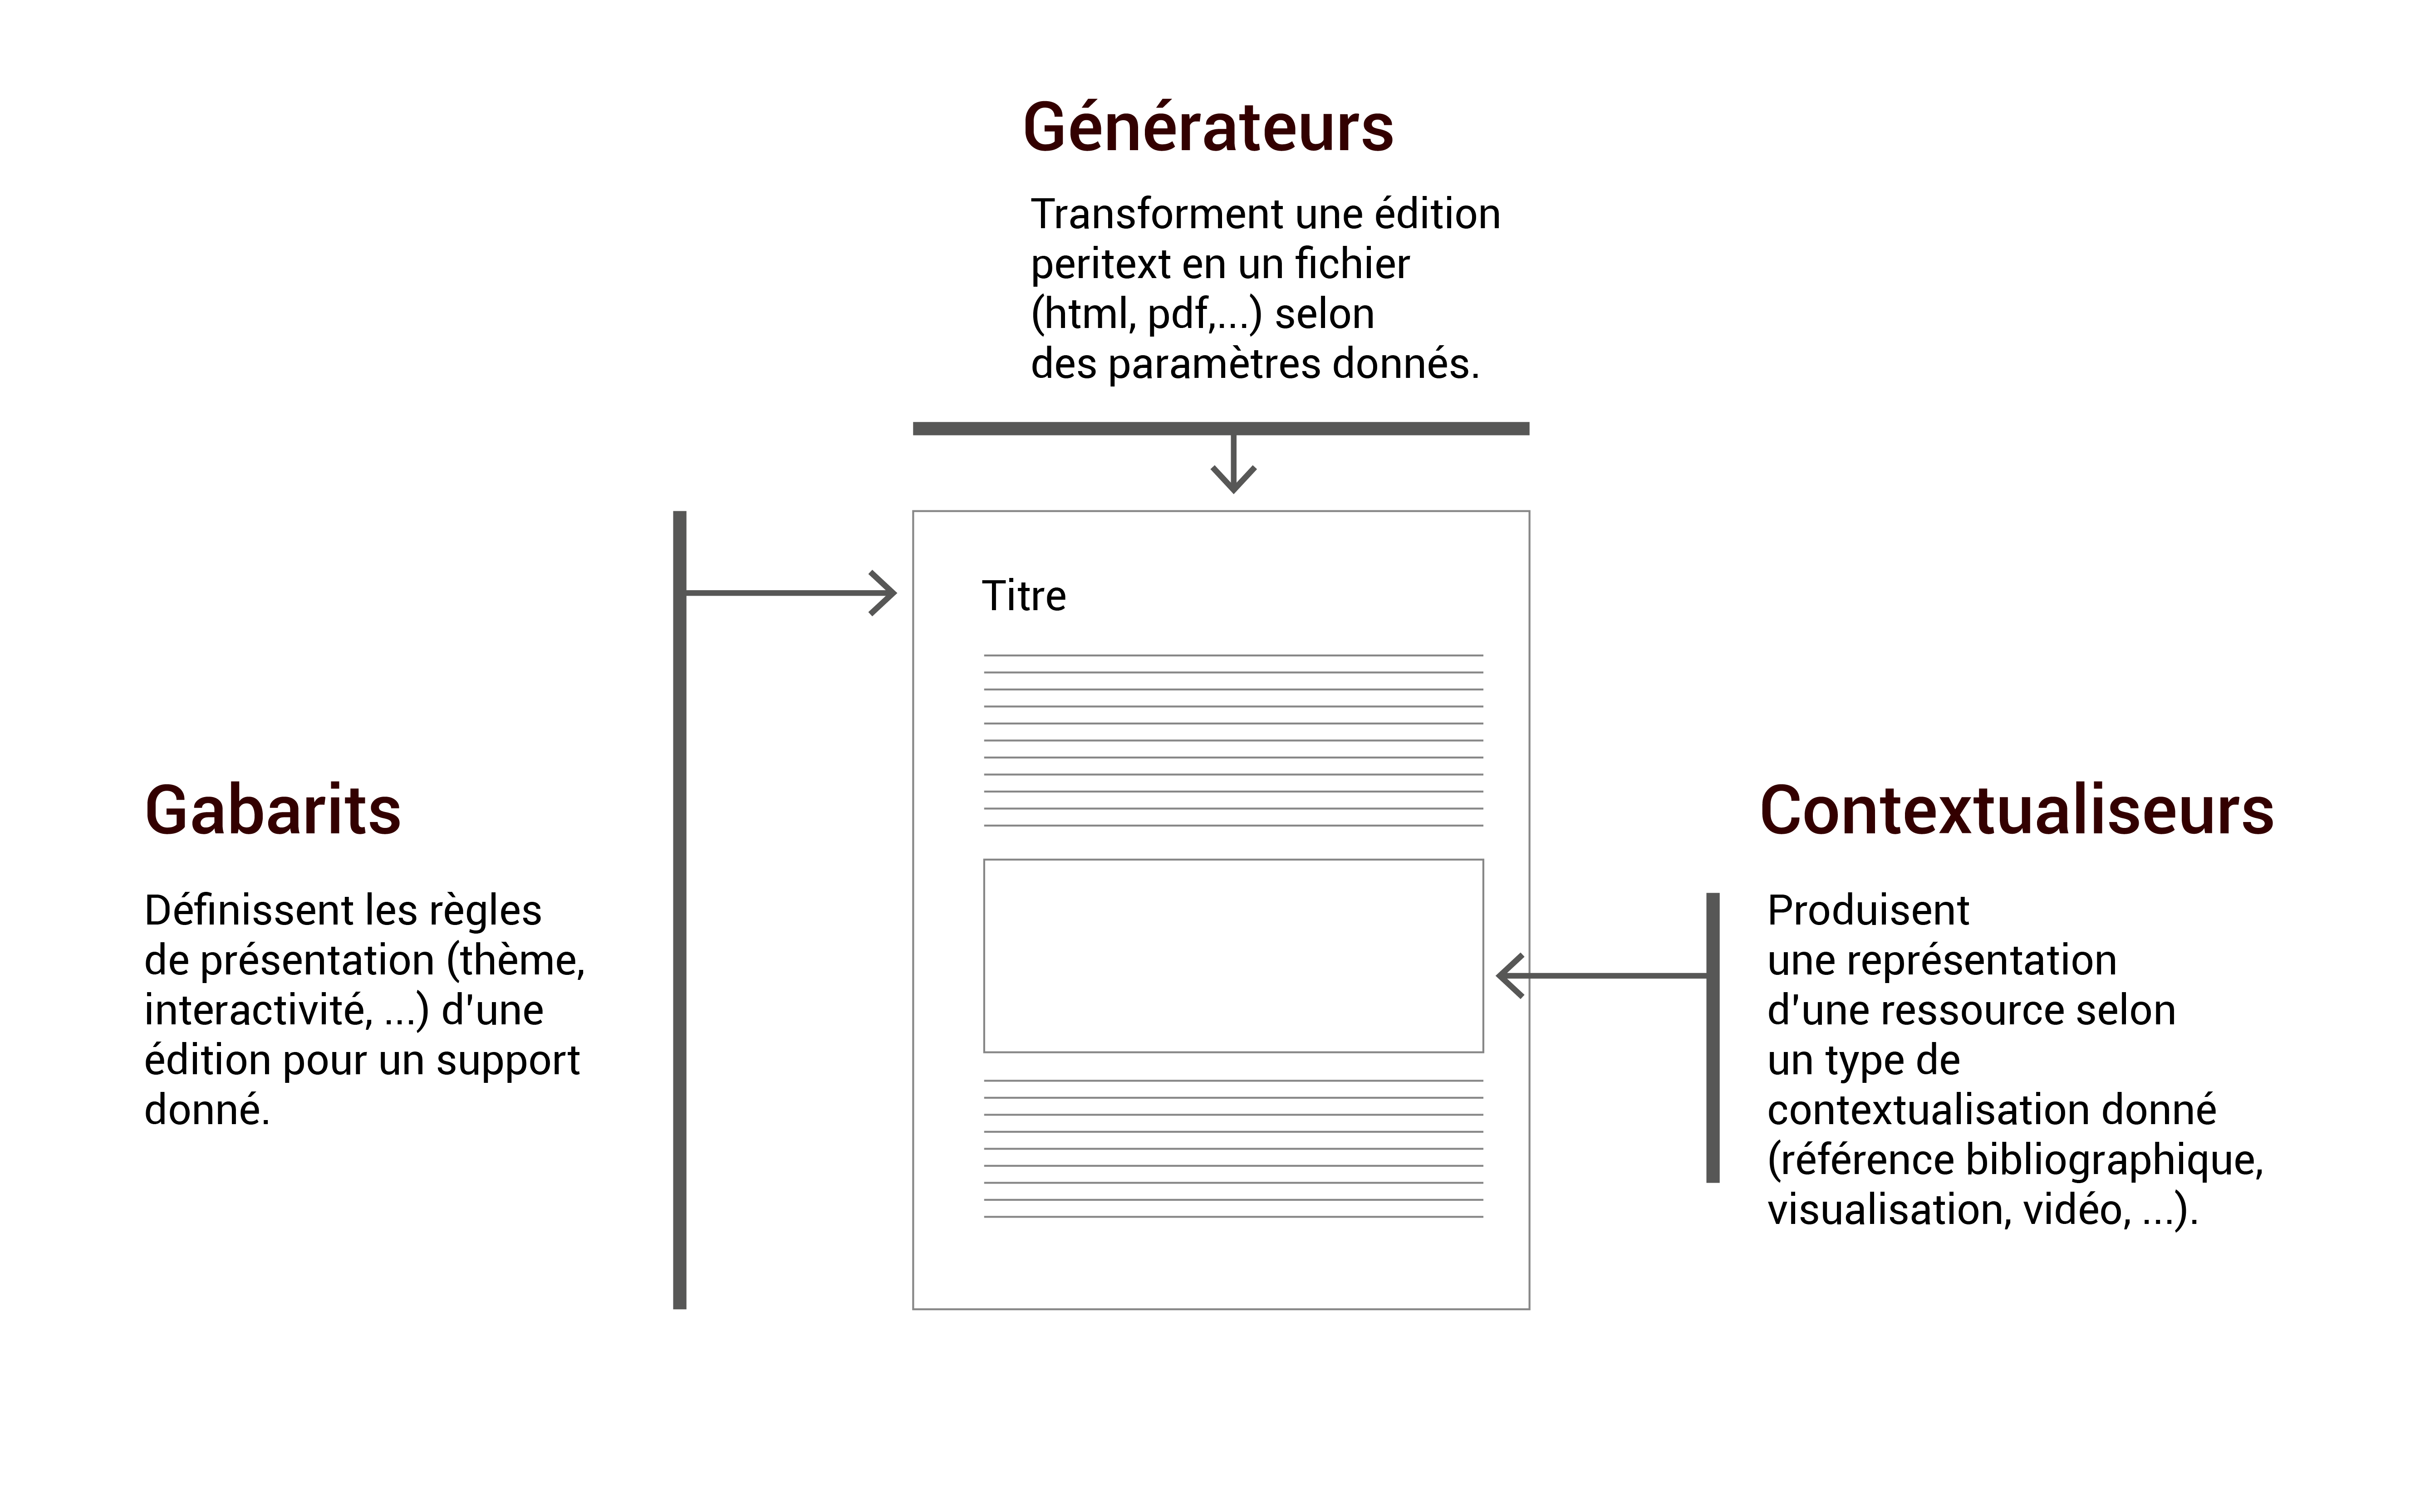 Générateurs
Transforment une édition
peritext en un fichier
(html, pdf,...) selon
des paramètres donnés.
Titre
Gabarits
Définissent les règles
de présentation (thème,
interactivité, ...) d'une
édition pour un support
donné.
Contextualiseurs
Produisent
une représentation
d'une ressource selon
un type de
contextualisation donné
(référence bibliographique,
visualisation, vidéo, ...).